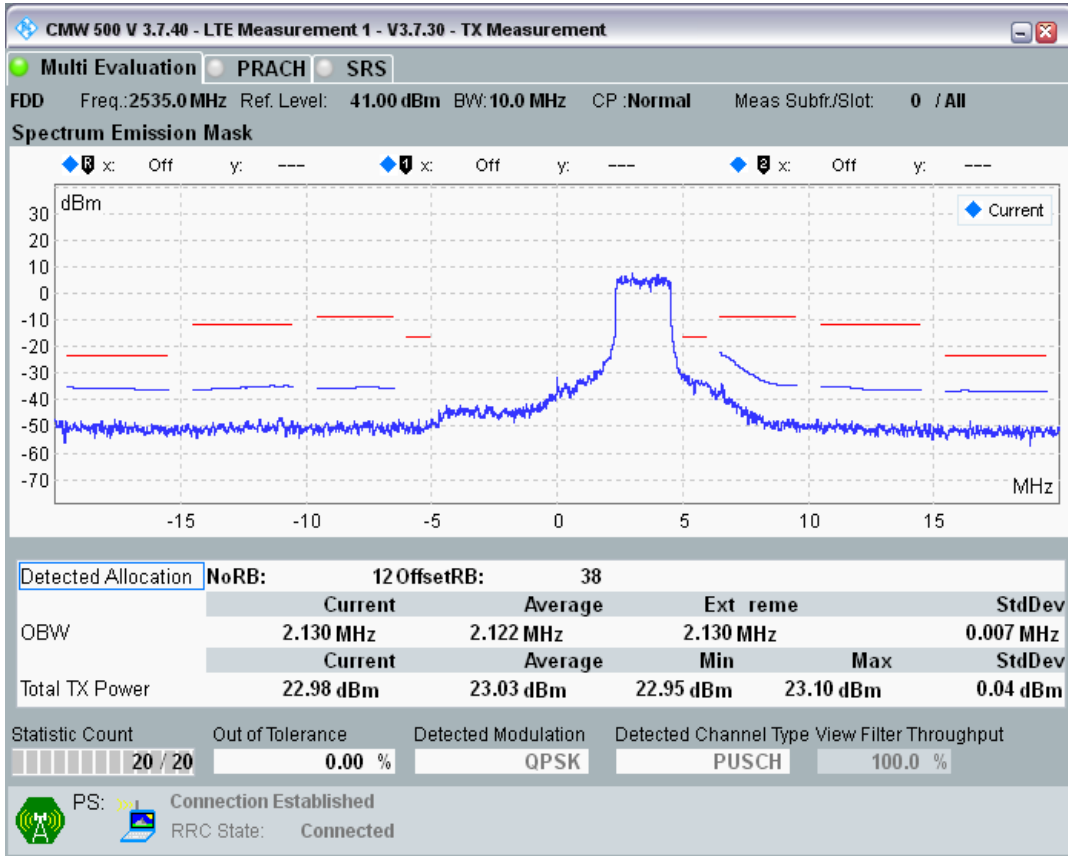 CMW 500 V 3.7.40 - LTE Measurement 1 - V3.7.30 - TX Measurement
Multi Evaluation PRACH SRS
FDD Freq.:2535.0 MHz Ref. Level: 41.00 dBm BW: 10.0 MHz CP :Normal Meas Subfr./Slot: 0 / All
Spectrum Emission Mask
R x: Off y: --- 1 x: Off y: --- 2 x: Off y: ---
dBm
Current
30
20
10
0
-10
-20
-30
-40
-50
-60
-70
MHz
-15 -10 -5 0 5 10 15
Detected Allocation NoRB: 12 OffsetRB: 38
Current Average Ext reme StdDev
OBW 2.130 MHz 2.122 MHz 2.130 MHz 0.007 MHz
Current Average Min Max StdDev
Total TX Power 22.98 dBm 23.03 dBm 22.95 dBm 23.10 dBm 0.04 dBm
Statistic Count Out of Tolerance Detected Modulation Detected Channel Type View Filter Throughput
20 / 20 0.00 % QPSK PUSCH 100.0 %
PS: Connection Established
RRC State: Connected